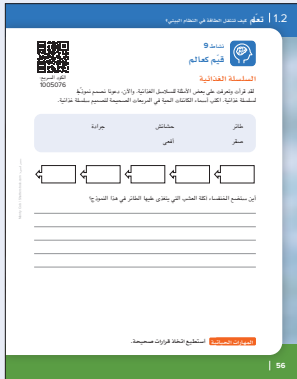 1.2 | تعلّم كيف تنتقل الطاقة في النظام البيئي؟
نشاط 9
قيّم كعالم
الكود السريع:
1005076
السلسلة الغذائية
لقد قرأت وتعرفت على بعض الأمثلة للسلاسل الغذائية. والآن، دعونا نصمم نموذجًا
لسلسلة غذائية. اكتب أسماء الكائنات الحية في المربعات الصحيحة لتصميم سلسلة غذائية.
طائر حشائش جرادة
صقر أفعى
أين ستضع الخنفساء آكلة العشب التي يتغذى عليها الطائر في هذا النموذج؟
المهارات الحياتية أستطيع اتخاذ قرارات صحيحة.
56